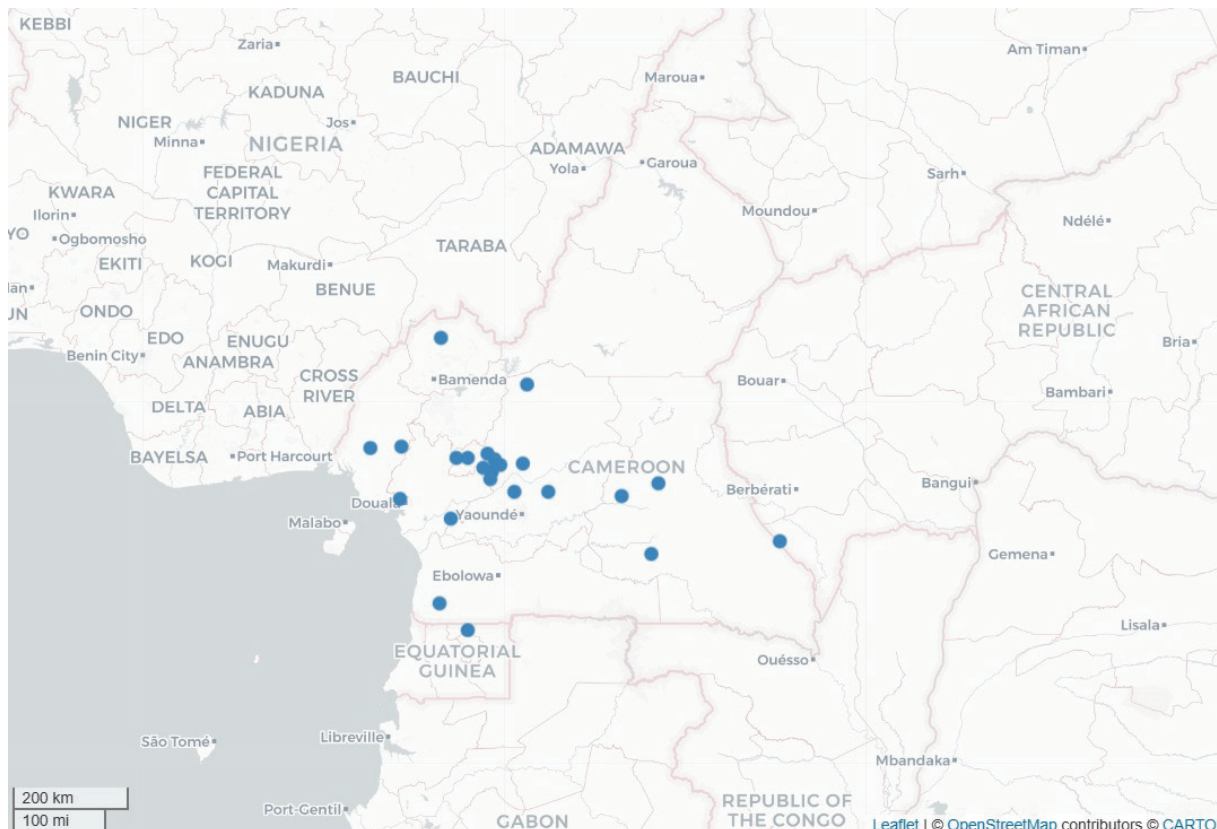 KEBBI
Zaria
Am Timan
Maroua
BAUCHI
KADUNA
NIGER
Jos
Minna
NIGERIA
ADAMAWA
Yola
Garoua
FEDERAL
CAPITAL
TERRITORY
KWARA
Sarh
Ilorin
Moundou
Ndélé
YO
Ogbomosho
TARABA
EKITI
KOGI
Makurdi
BENUE
an
CENTRAL
AFRICAN
REPUBLIC
UN
ONDO
EDO
ENUGU
Benin City
ANAMBRA
Bria
CROSS
RIVER
Bamenda
Bouar
Bambari
DELTA
ABIA
BAYELSA
Port Harcourt
CAMEROON
Bangui
Berbérati
Douala
Malabo
Yaoundé
Gemena
Ebolowa
Lisala
EQUATORIAL
GUINEA
Ouésso
São Tomé
Libreville
Mbandaka
200 km
100 mi
Port-Gentil
GABON
REPUBLIC OF
THE CONGO
Leaflet | © OpenStreetMap contributors © CARTO